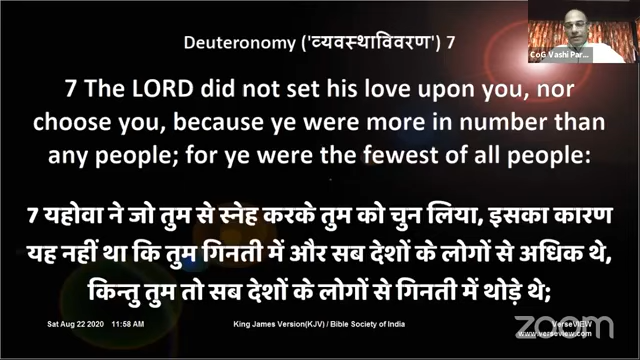 Deuteronomy ('व्यवस्थाविवरण') 7
CoG Vashi Par...
7 The LORD did not set his love upon you, nor
choose you, because ye were more in number than
any people; for ye were the fewest of all people:
7 यहोवा ने जो तुम से स्नेह करके तुम को चुन लिया, इसका कारण
यह नहीं था कि तुम गिनती में और सब देशों के लोगों से अधिक थे,
किन्तु तुम तो सब देशों के लोगों से गिनती में थोड़े थे;
Sat Aug 22 2020 11:58 AM King James Version(KJV) / Bible Society of India VerseVIEW
www.verseview.com
zoom